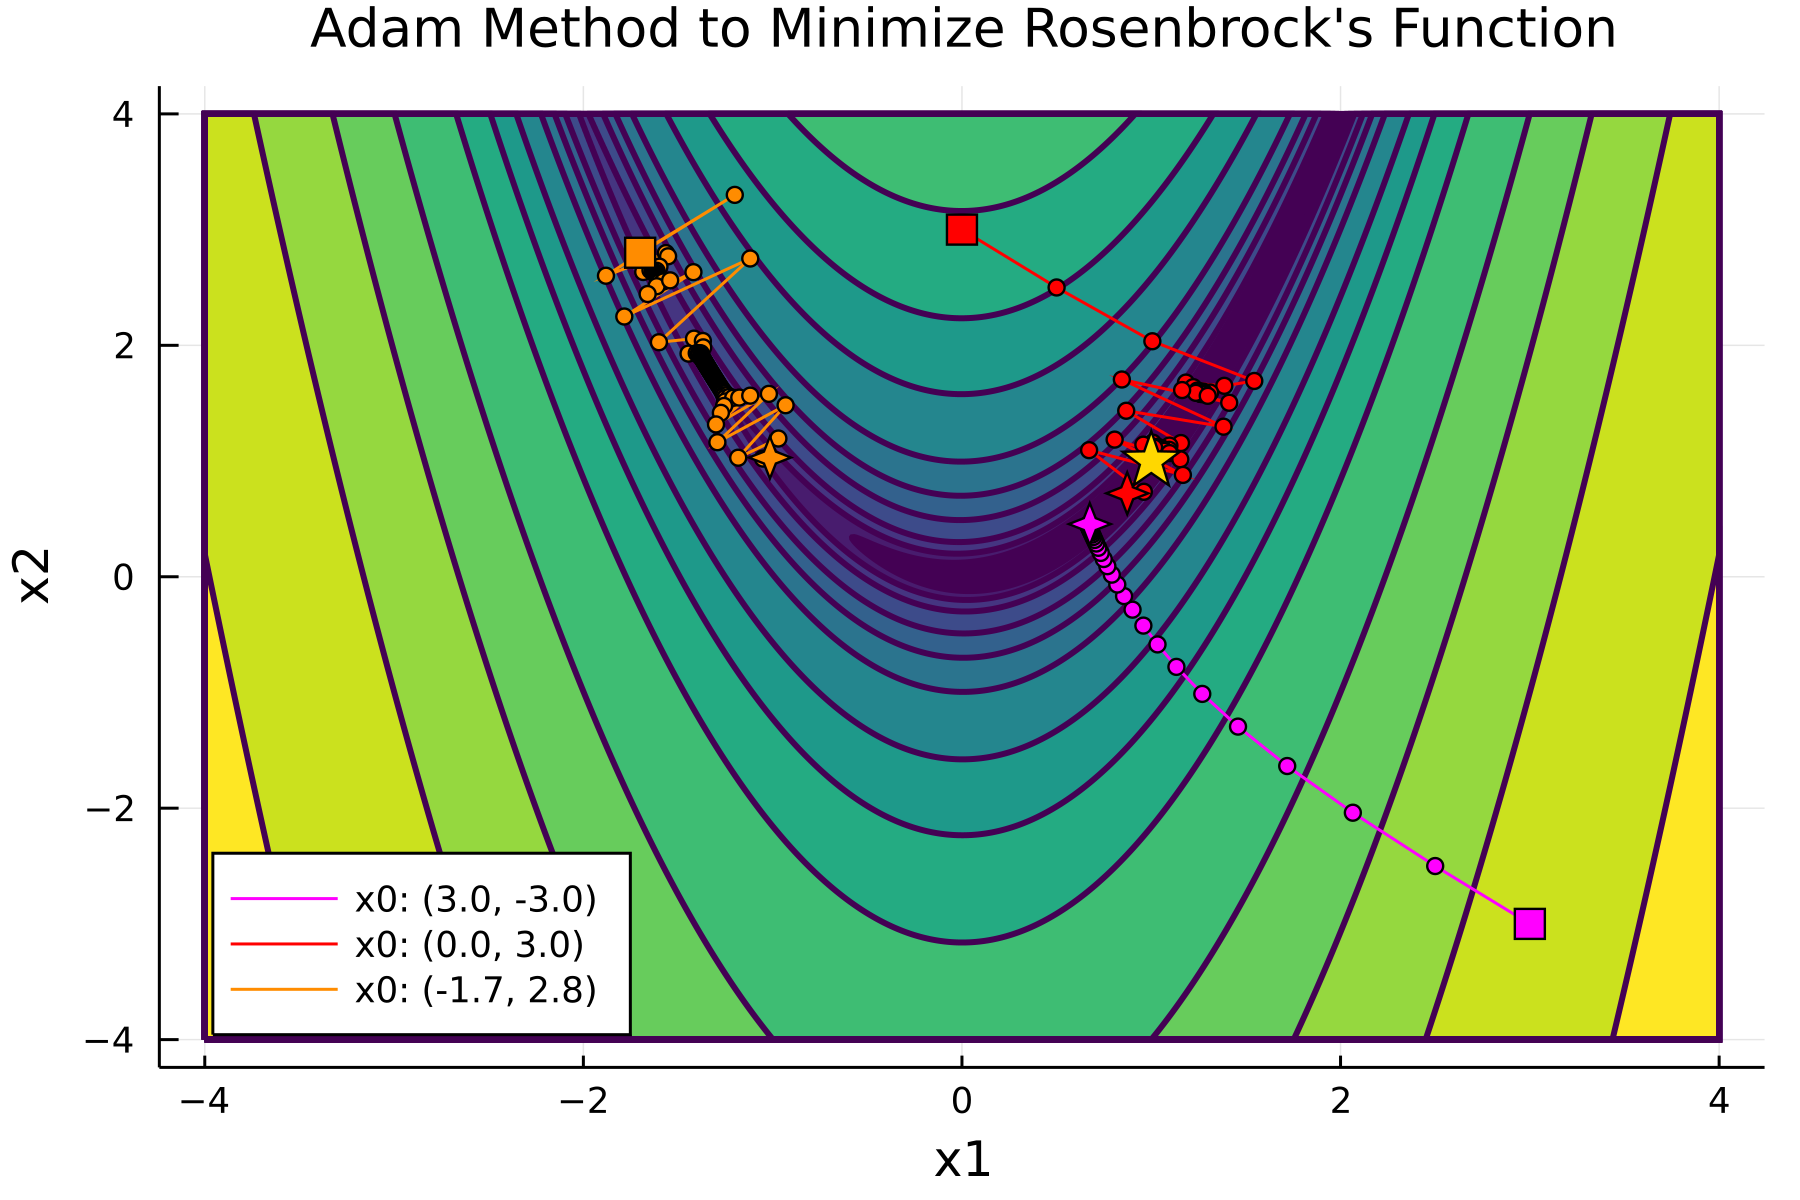 Adam Method to Minimize Rosenbrock's Function
4
2
0
−2
−4
x2
x0: (3.0, -3.0)
x0: (0.0, 3.0)
x0: (-1.7, 2.8)
−4 −2 0 2 4
x1